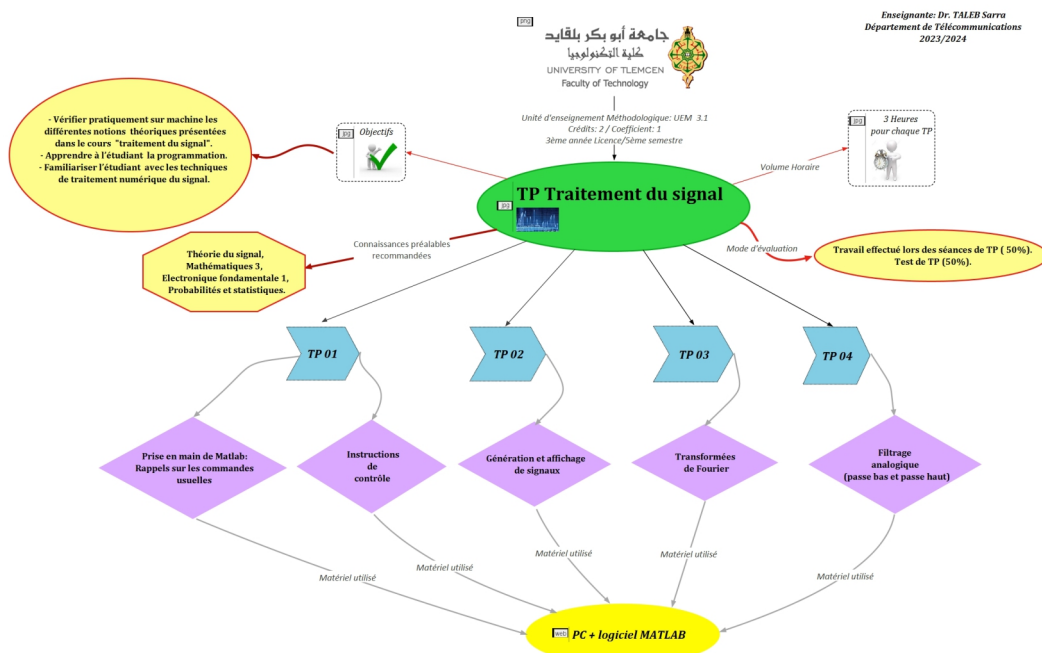 Enseignante: Dr. TALEB Sarra
Département de Télécommunications
2023/2024
png
جامعة أبو بكر بلقايد
كلية التكنولوجيا
UNIVERSITY OF TLEMCEN
Faculty of Technology
Unité d'enseignement Méthodologique: UEM 3.1
Crédits: 2 / Coefficient: 1
3ème année Licence/5ème semestre
- Vérifier pratiquement sur machine les
différentes notions théoriques présentées
dans le cours "traitement du signal".
- Apprendre à l'étudiant la programmation.
- Familiariser l'étudiant avec les techniques
de traitement numérique du signal.
jpg
Objectifs
jpg
3 Heures
pour chaque TP
Volume Horaire
TP Traitement du signal
jpg
Connaissances préalables
recommandées
Théorie du signal,
Mathématiques 3,
Electronique fondamentale 1,
Probabilités et statistiques.
Mode d'évaluation
Travail effectué lors des séances de TP ( 50%).
Test de TP (50%).
TP 01
TP 02
TP 03
TP 04
Prise en main de Matlab:
Rappels sur les commandes
usuelles
Instructions
de
contrôle
Génération et affichage
de signaux
Transformées
de Fourier
Filtrage
analogique
(passe bas et passe haut)
Matériel utilisé
Matériel utilisé
Matériel utilisé
Matériel utilisé
Matériel utilisé
web
PC + logiciel MATLAB